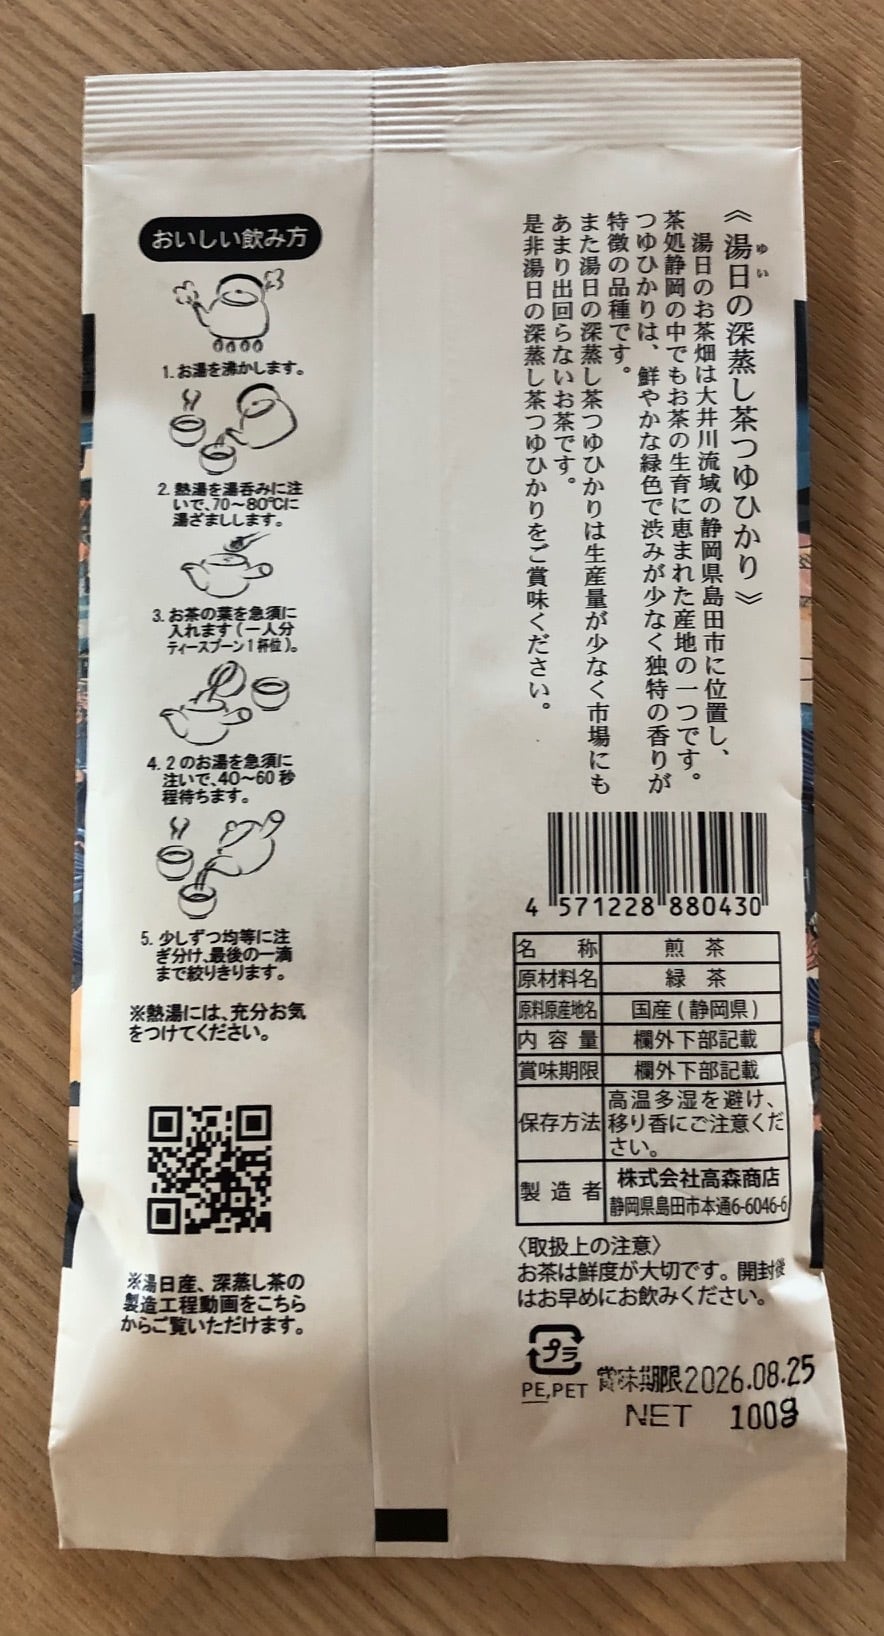 《湯日の深蒸し茶つゆひかり》
ゆい
湯日のお茶畑は大井川流域の静岡県島田市に位置し、
茶処静岡の中でもお茶の生育に恵まれた産地の一つです。
つゆひかりは、鮮やかな緑色で渋みが少なく独特の香りが
特徴の品種です。
また湯日の深蒸し茶つゆひかりは生産量が少なく市場にも
あまり出回らないお茶です。
是非湯日の深蒸し茶つゆひかりをご賞味ください。
おいしい飲み方
1. お湯を沸かします。
2. 熱湯を湯呑みに注
いで、70〜80℃に
湯ざましします。
3. お茶の葉を急須に
入れます(一人分
ティースプーン1杯位)。
4. 2のお湯を急須に
注いで、40〜60秒
程待ちます。
5. 少しずつ均等に注
ぎ分け、最後の一滴
まで絞りきります。
※熱湯には、充分お気
をつけてください。
※湯日産、深蒸し茶の
製造工程動画をこちら
からご覧いただけます。
4 571228 880430
名称 煎茶
原材料名 緑茶
原料原産地名 国産(静岡県)
内容量 欄外下部記載
賞味期限 欄外下部記載
保存方法 高温多湿を避け、
移り香にご注意くだ
さい。
製造者 株式会社高森商店
静岡県島田市本通6-6046-6
〈取扱上の注意〉
お茶は鮮度が大切です。開封後
はお早めにお飲みください。
プラ
PE,PET
賞味期限2026.08.25
NET 100g